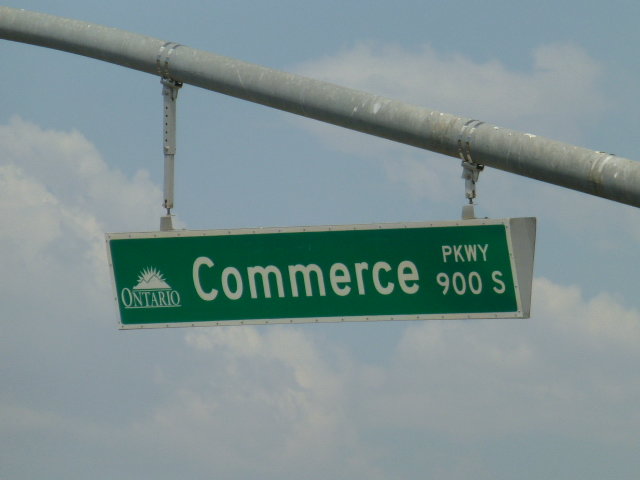 ONTARIO
Commerce
PKWY
900 S